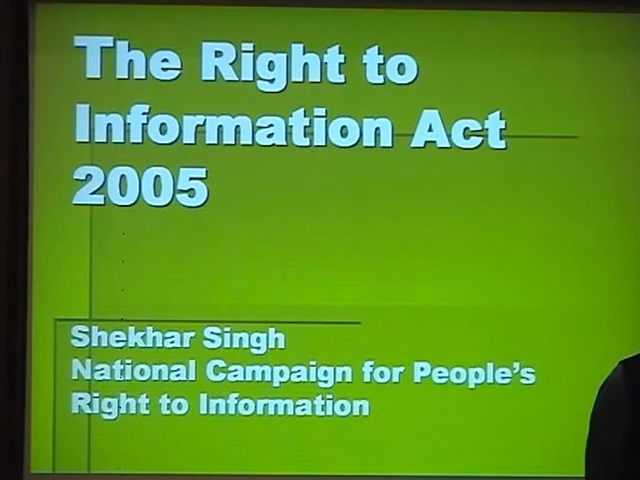 The Right to
Information Act
2005
Shekhar Singh
National Campaign for People's
Right to Information